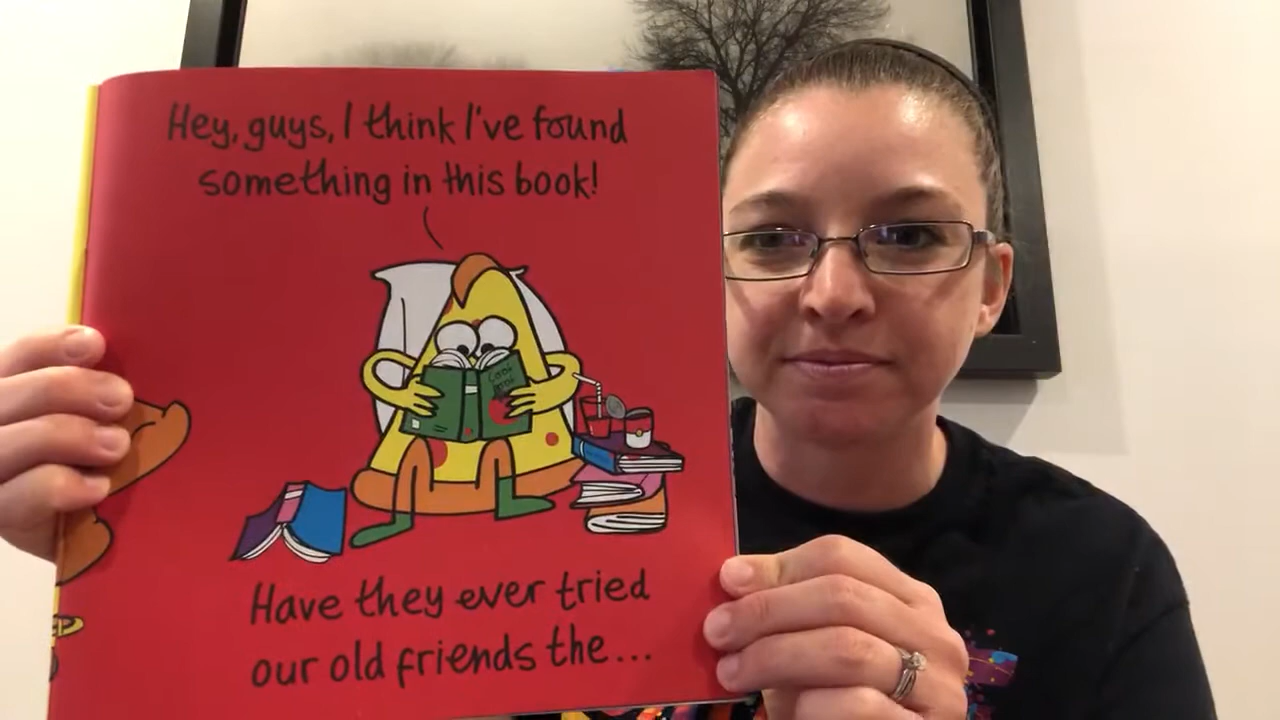 Hey, guys, I think I've found
something in this book!
Have they ever tried
our old friends the...